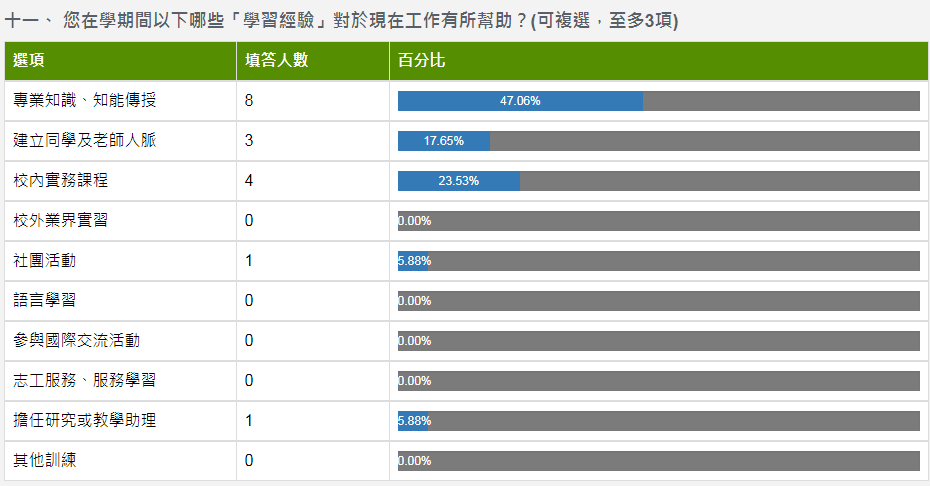 十一、 您在學期間以下哪些「學習經驗」對於現在工作有所幫助？(可複選，至多3項)
選項 填答人數 百分比
專業知識、知能傳授 8 47.06%
建立同學及老師人脈 3 17.65%
校內實務課程 4 23.53%
校外業界實習 0 0.00%
社團活動 1 5.88%
語言學習 0 0.00%
參與國際交流活動 0 0.00%
志工服務、服務學習 0 0.00%
擔任研究或教學助理 1 5.88%
其他訓練 0 0.00%